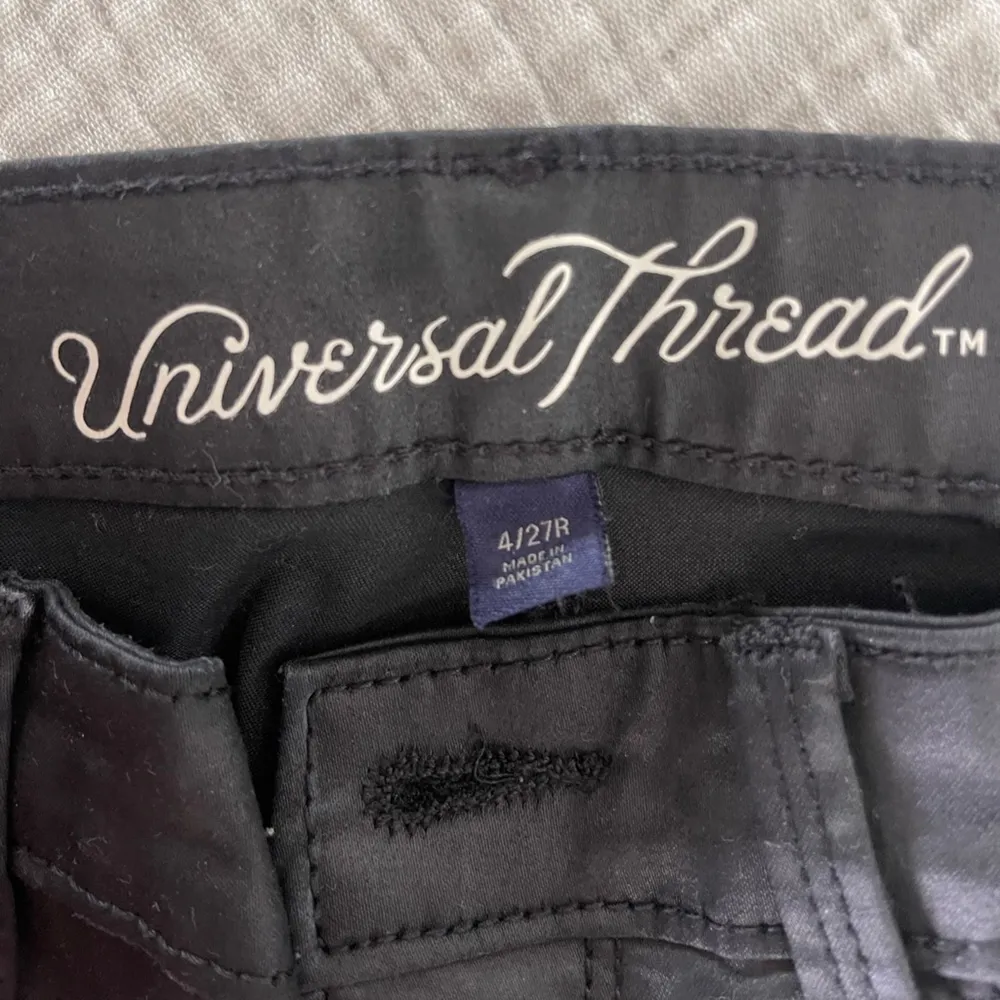 Universal Thread™
4/27R
MADE IN
PAKISTAN